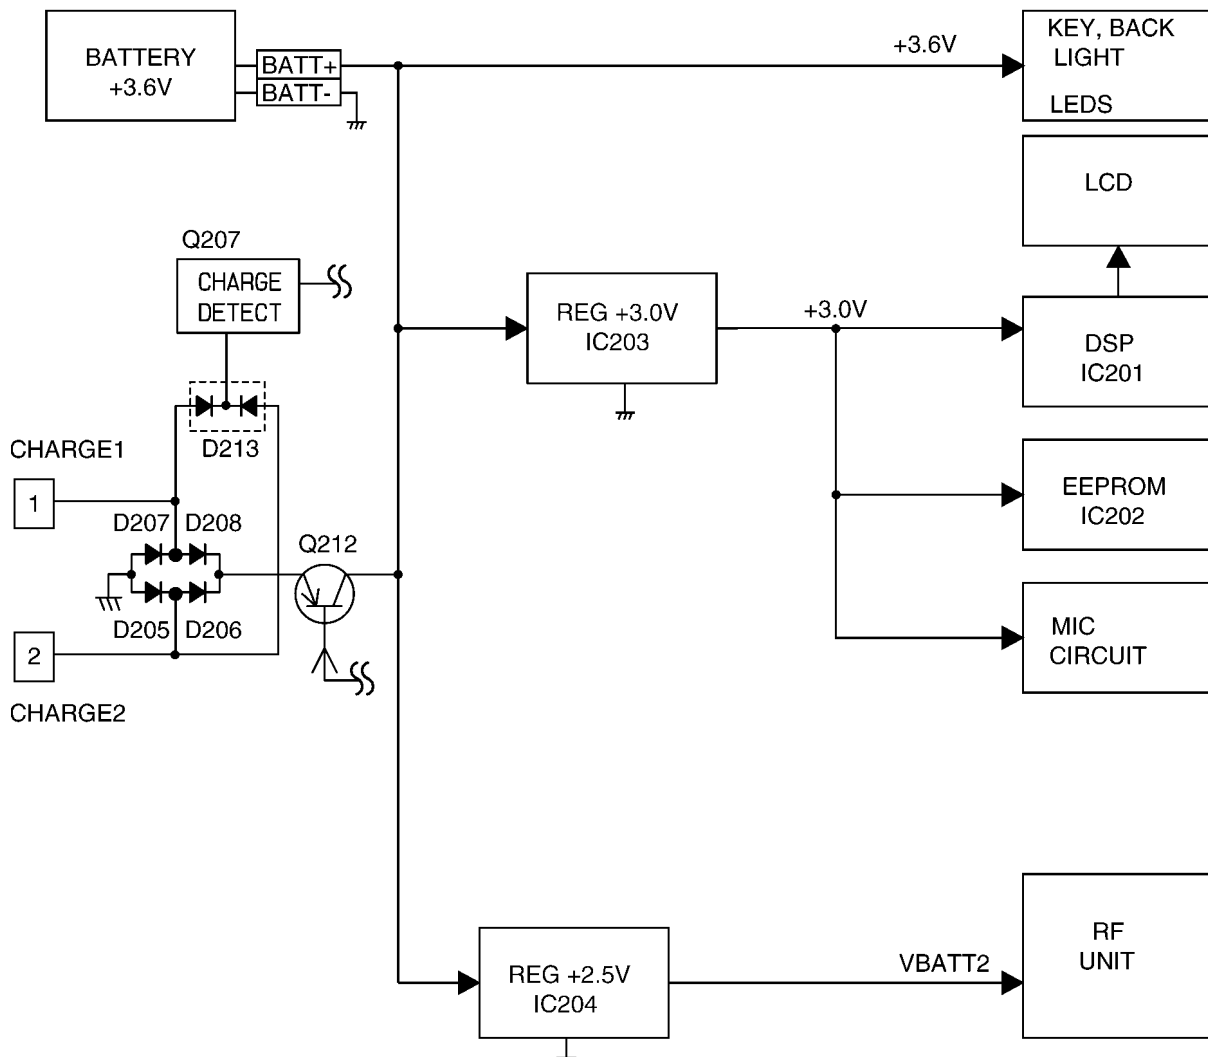 BATTERY
+3.6V
BATT+
BATT-
+3.6V
KEY, BACK
LIGHT
LEDS
LCD
Q207
CHARGE
DETECT
REG +3.0V
IC203
+3.0V
DSP
IC201
D213
CHARGE1
1
EEPROM
IC202
D207
D208
Q212
D205
D206
2
CHARGE2
MIC
CIRCUIT
REG +2.5V
IC204
VBATT2
RF
UNIT